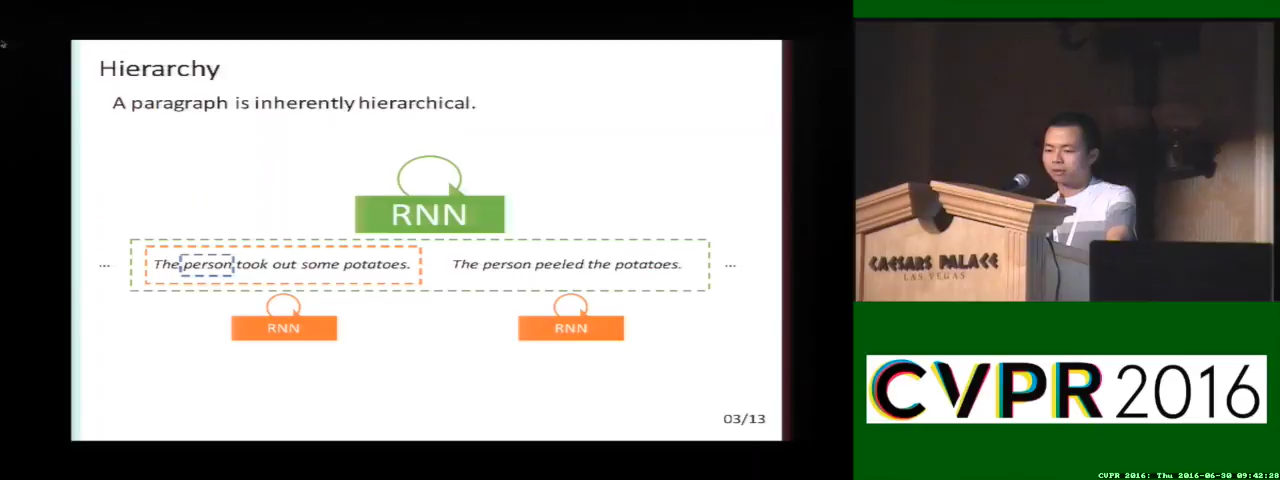 Hierarchy
A paragraph is inherently hierarchical.
RNN
... The person took out some potatoes. The person peeled the potatoes. ...
RNN RNN
03/13
CAESARS PALACE
LAS VEGAS
CVPR 2016
CVPR 2016: Thu 2016-06-30 09:42:28